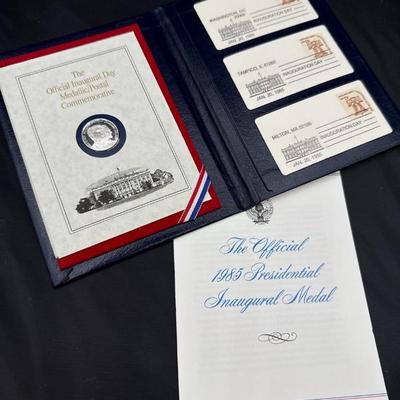 The
Official Inaugural Day
Medallic/Postal
Commemorative
WASHINGTON, DC
INAUGURATION DAY
JAN. 20, 1985
TAMPICO, IL 61283
INAUGURATION DAY
JAN. 20, 1985
MILTON, MA 02186
INAUGURATION DAY
JAN. 20, 1985
The Official
1985 Presidential
Inaugural Medal